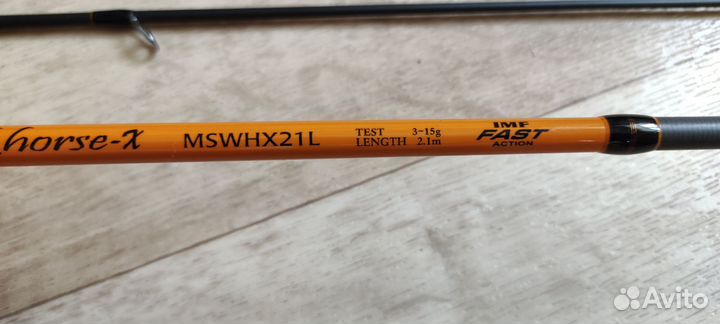 horse-X MSWHX21L
TEST 3-15g
LENGTH 2.1m
IMF
FAST
ACTION
Avito